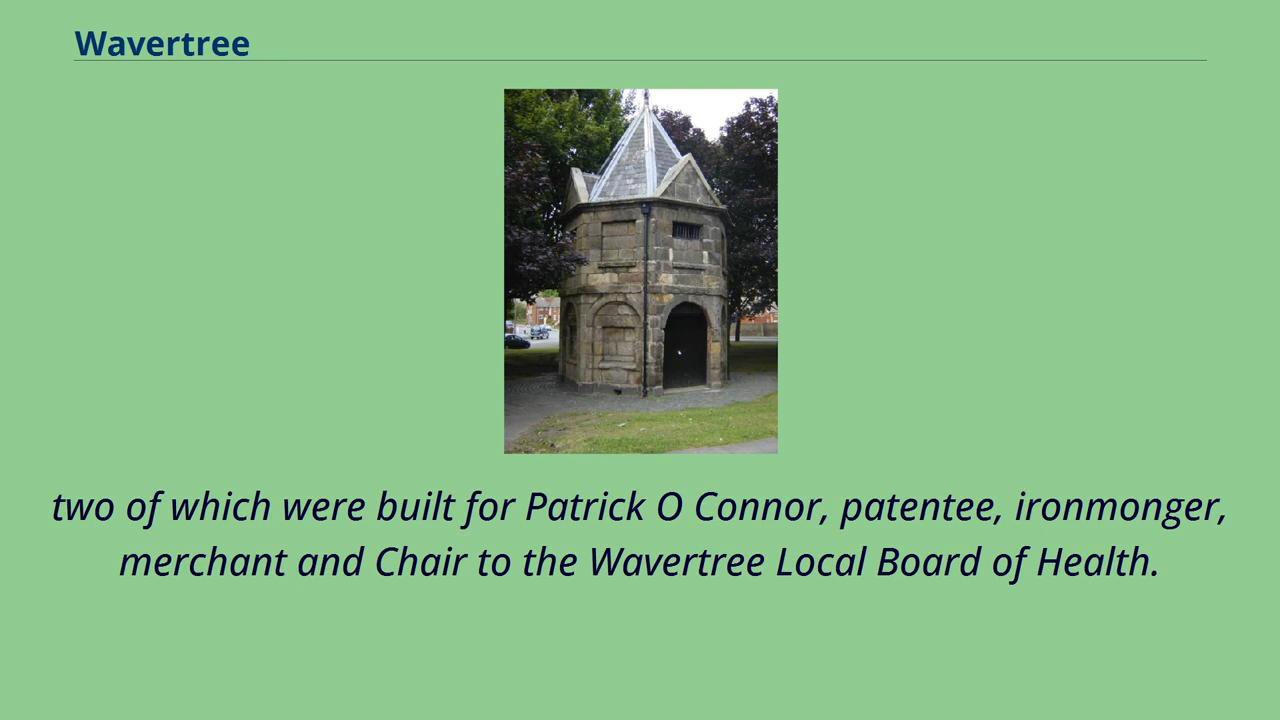 Wavertree
two of which were built for Patrick O Connor, patentee, ironmonger,
merchant and Chair to the Wavertree Local Board of Health.